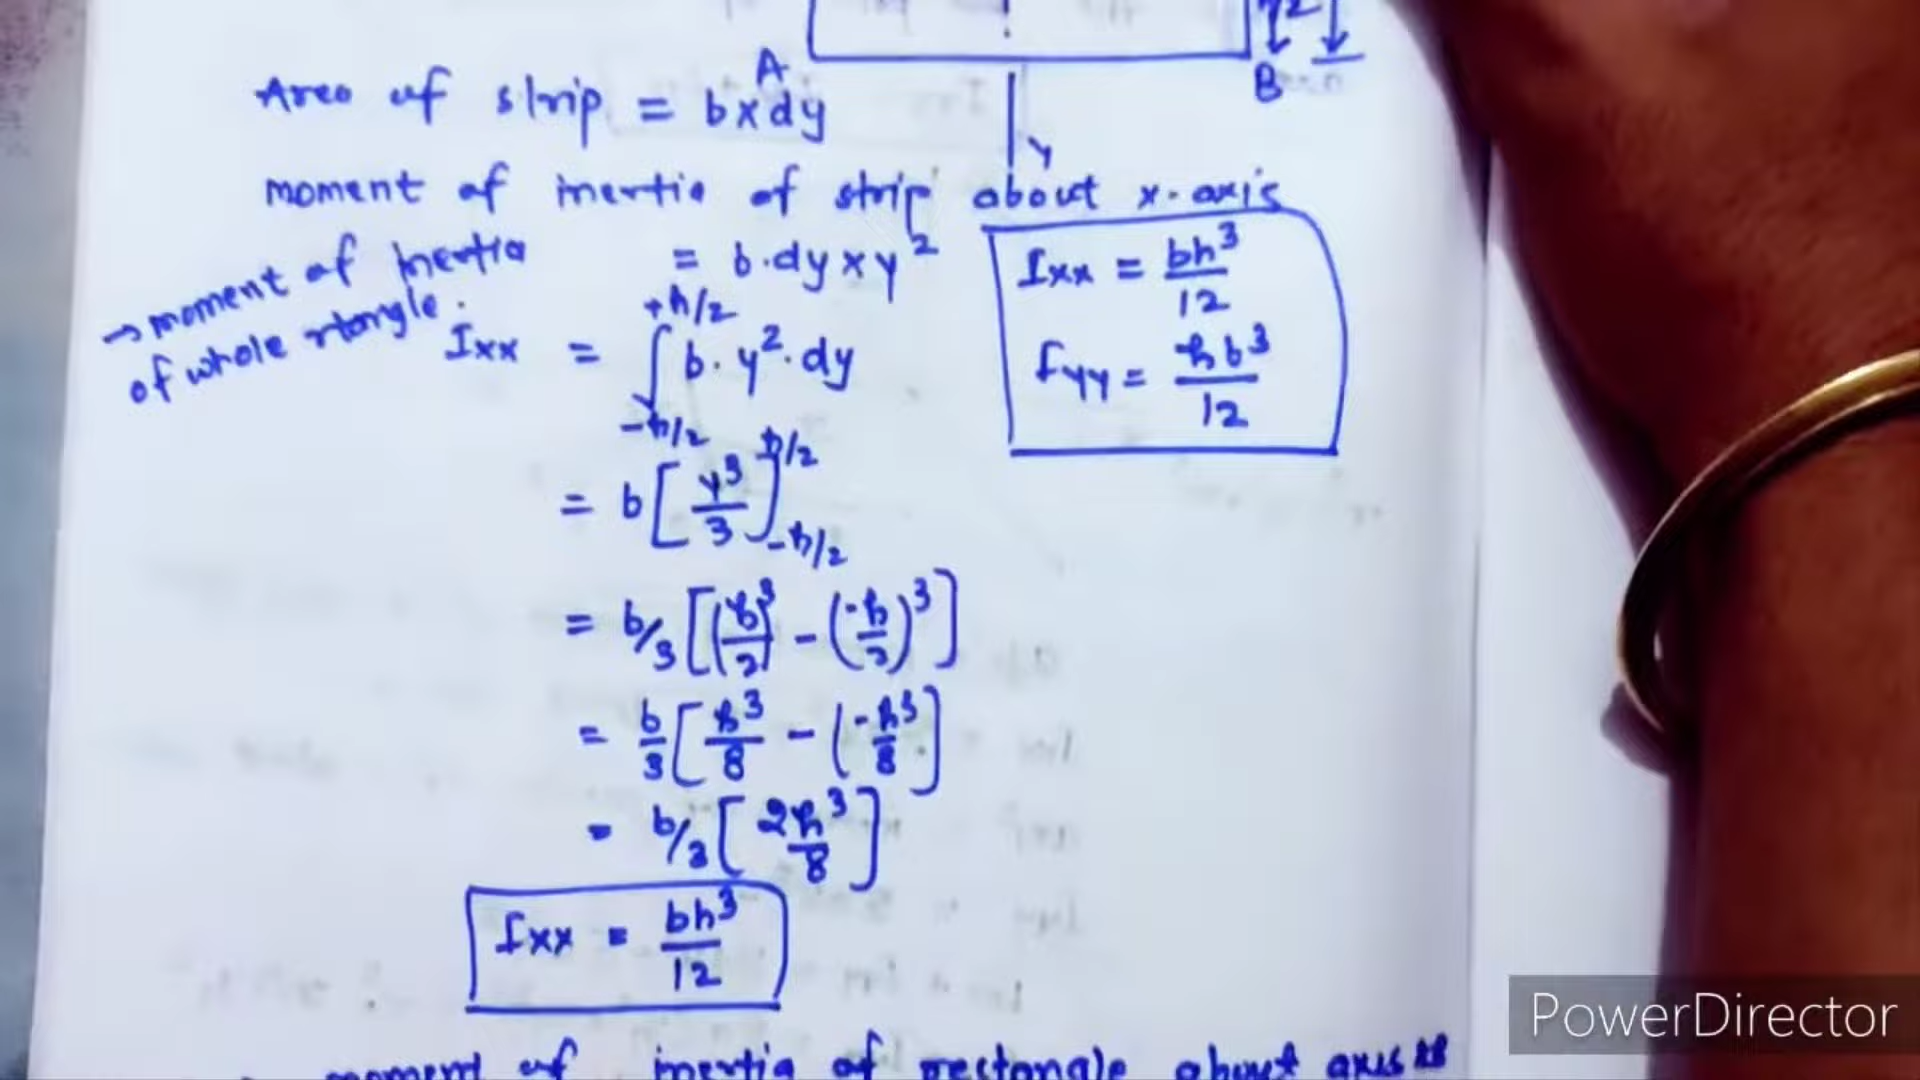 A
B
Area of strip = b x dy
y
moment of inertia of strip about x-axis
= b.dy x y²
→ moment of inertia
of whole rtangle.
Ixx = ∫ b. y². dy
+h/2
-h/2
= b [ y³/3 ] h/2 -h/2
= b/3 [ (h/2)³ - (-h/2)³ ]
= b/3 [ h³/8 - (-h³/8) ]
= b/3 [ 2h³/8 ]
Ixx = bh³/12
Ixx = bh³/12
Iyy = hb³/12
moment of inertia of rectangle about axis
PowerDirector